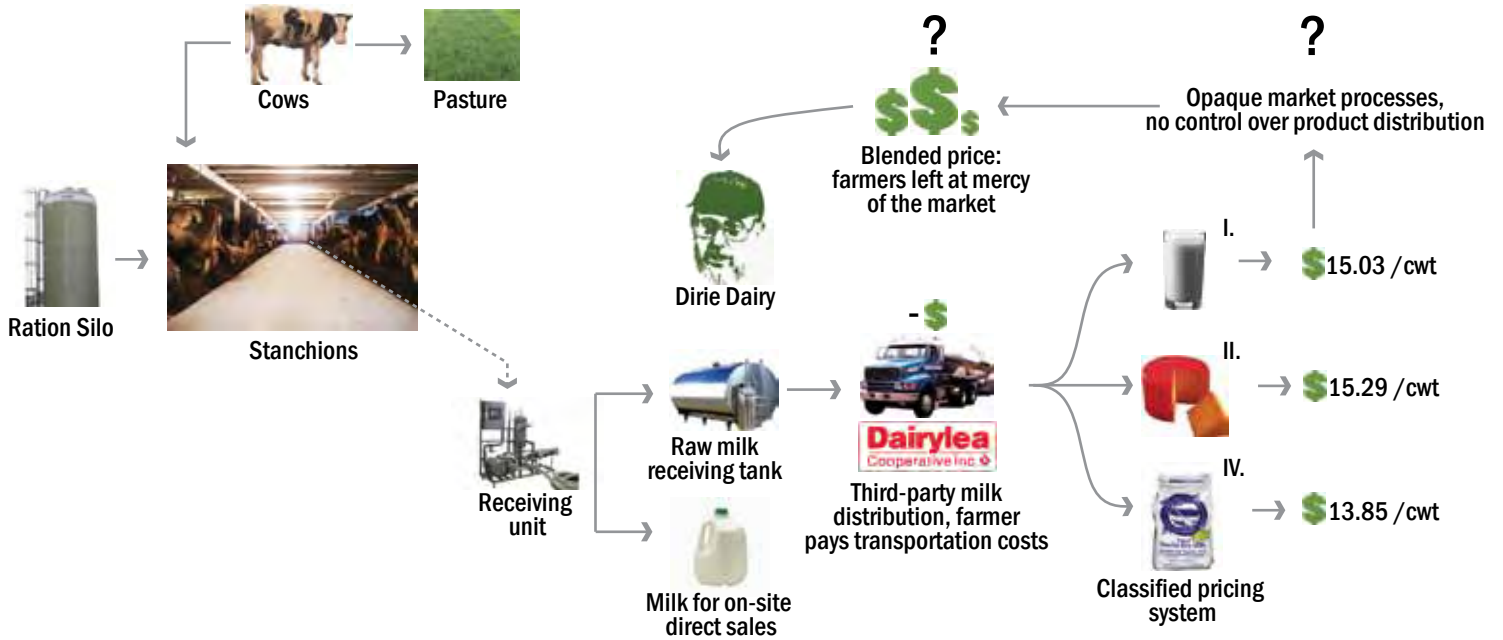 Cows
Pasture
Ration Silo
Stanchions
Receiving
unit
Raw milk
receiving tank
Milk for on-site
direct sales
- $
Dairylea
Cooperative Inc.
Third-party milk
distribution, farmer
pays transportation costs
I.
$15.03 /cwt
II.
$15.29 /cwt
IV.
$13.85 /cwt
Classified pricing
system
?
Opaque market processes,
no control over product distribution
?
$$$
Blended price:
farmers left at mercy
of the market
Dirie Dairy